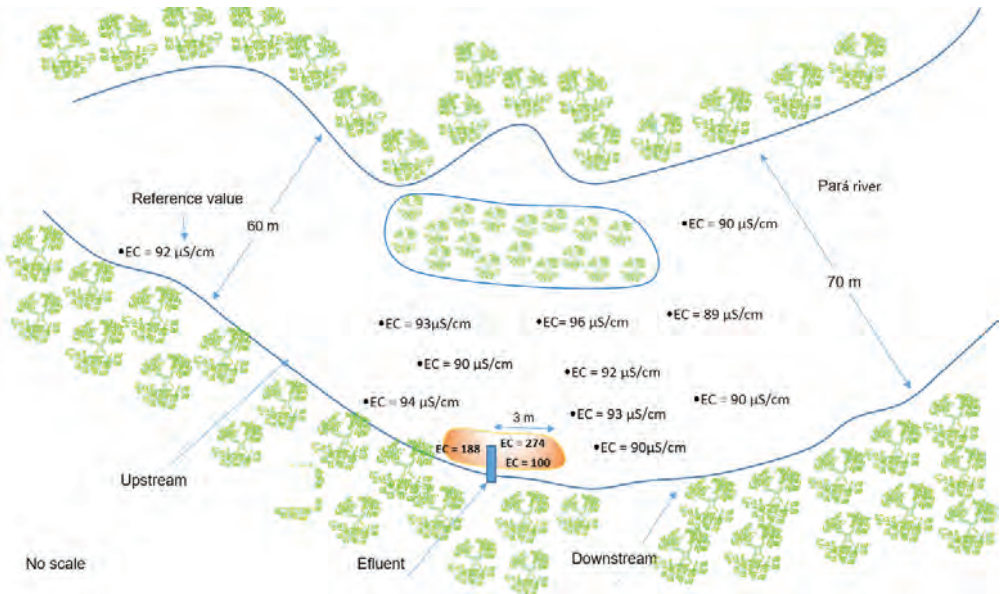 Reference value
EC = 92 µS/cm
60 m
Pará river
EC = 90 µS/cm
70 m
EC = 93µS/cm
EC= 96 µS/cm
EC = 89 µS/cm
EC = 90 µS/cm
EC = 92 µS/cm
EC = 94 µS/cm
3 m
EC = 93 µS/cm
EC = 90 µS/cm
EC = 188
EC = 274
EC = 100
EC = 90µS/cm
Upstream
No scale
Efluent
Downstream